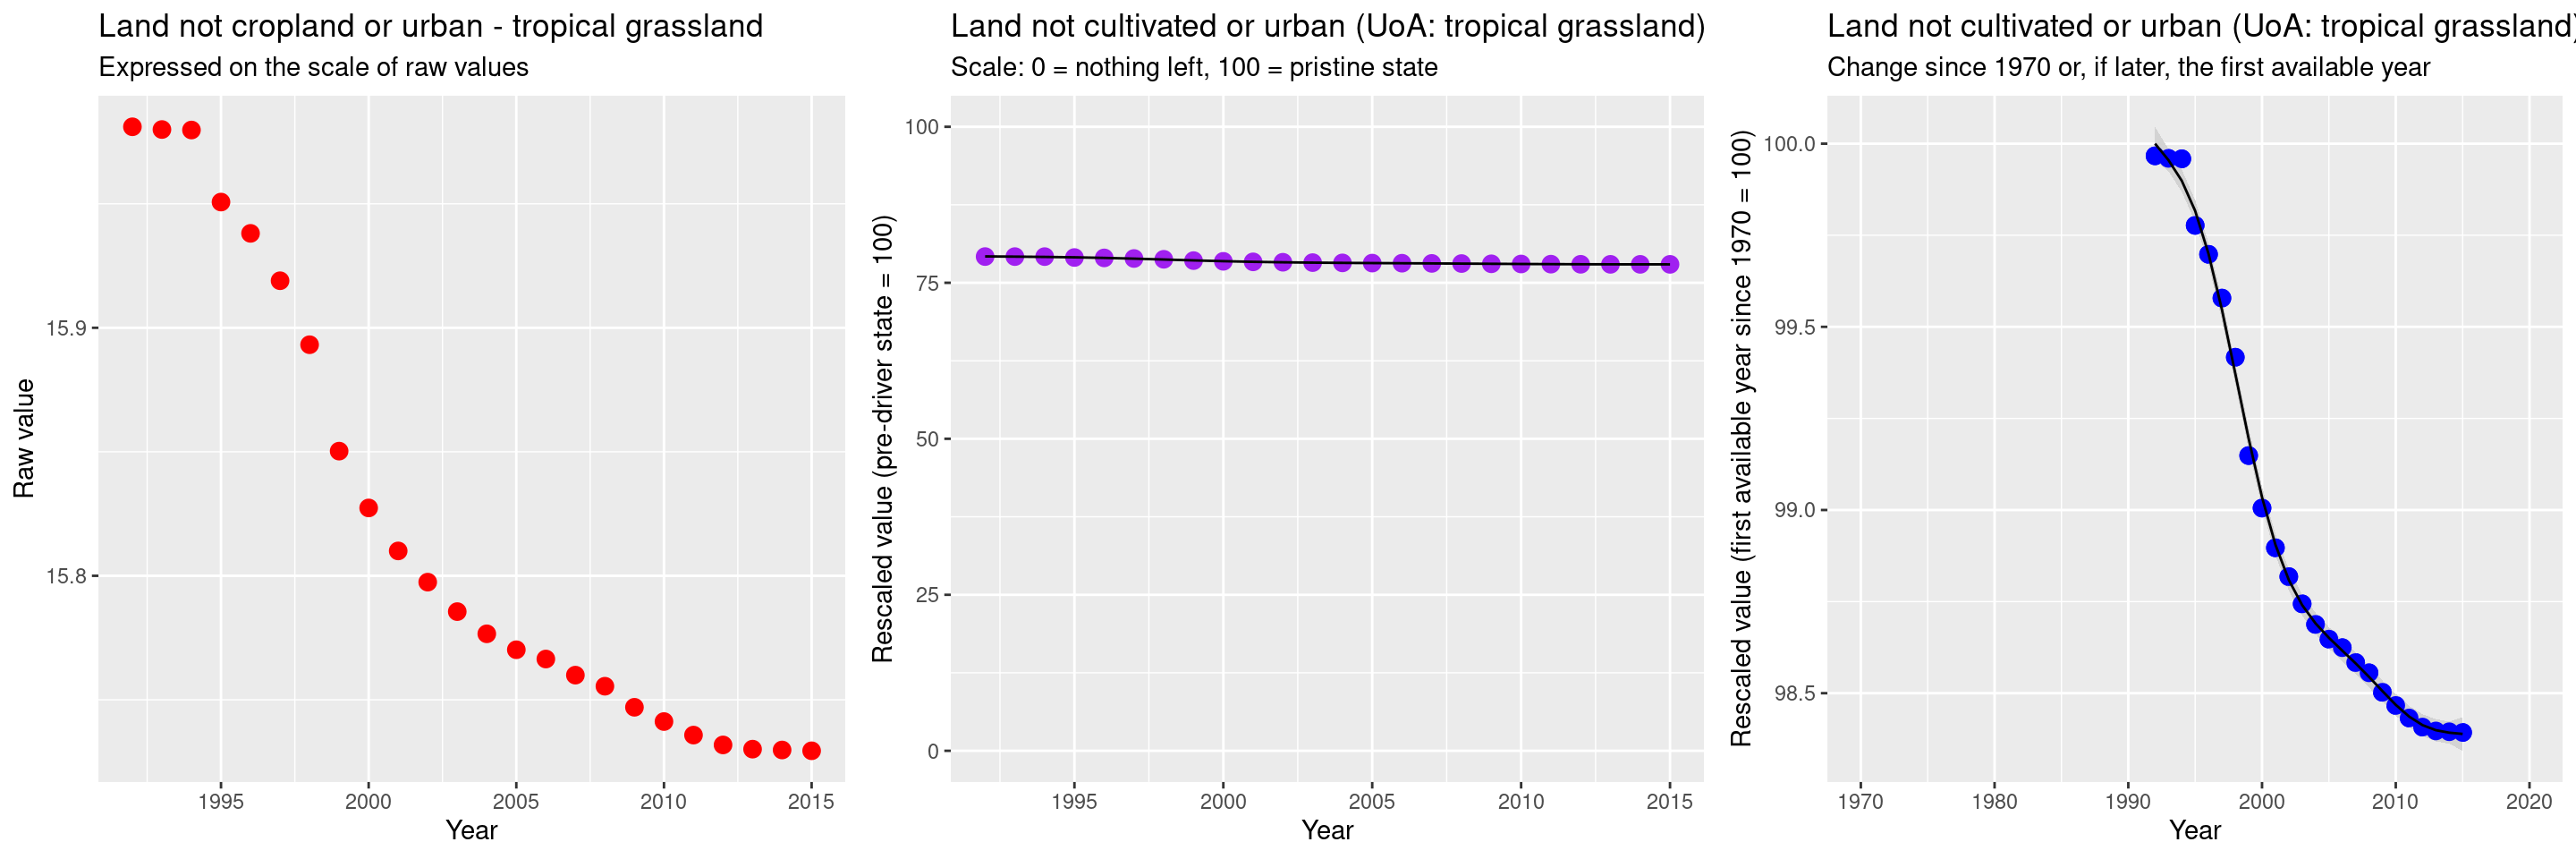 Land not cropland or urban - tropical grassland
Expressed on the scale of raw values
Raw value
15.9
15.8
1995
2000
2005
2010
2015
Year
Land not cultivated or urban (UoA: tropical grassland)
Scale: 0 = nothing left, 100 = pristine state
Rescaled value (pre-driver state = 100)
100
75
50
25
0
1995
2000
2005
2010
2015
Year
Land not cultivated or urban (UoA: tropical grassland)
Change since 1970 or, if later, the first available year
Rescaled value (first available year since 1970 = 100)
100.0
99.5
99.0
98.5
1970
1980
1990
2000
2010
2020
Year